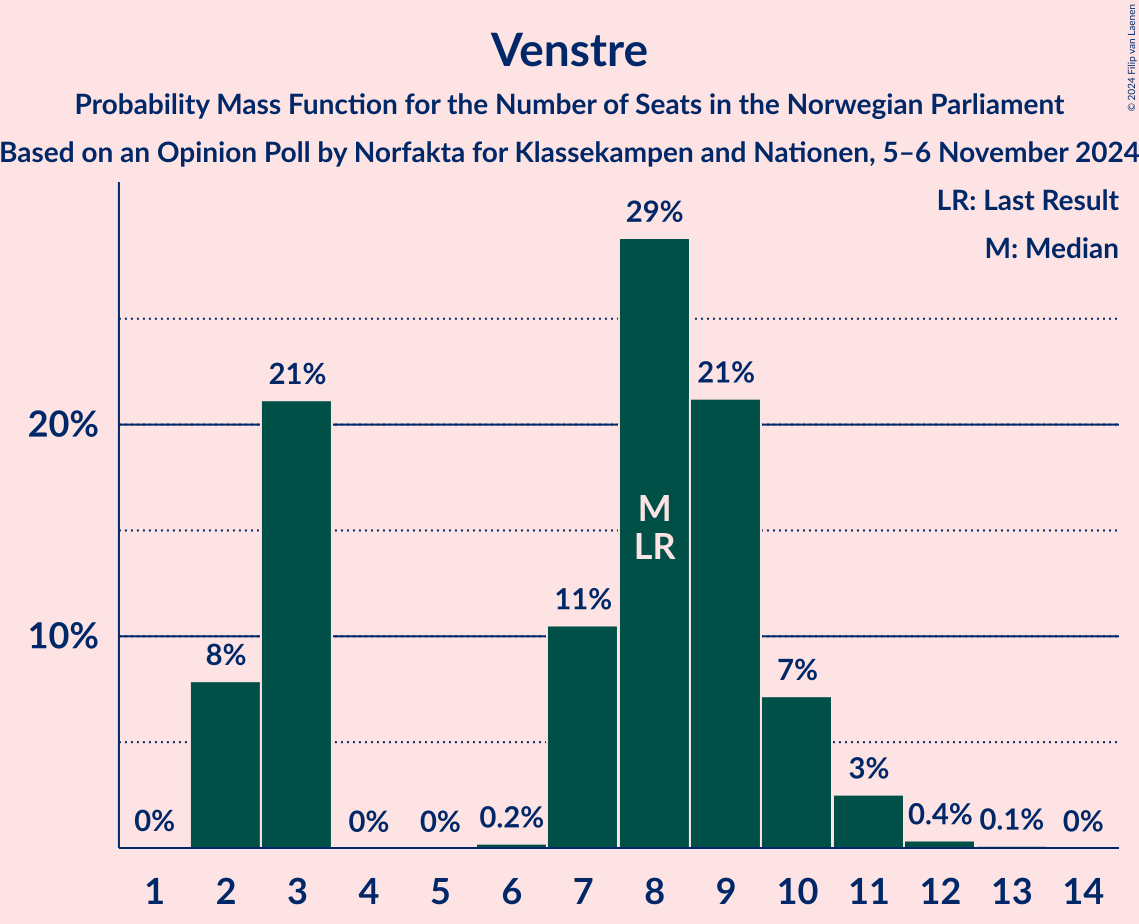 Venstre
Probability Mass Function for the Number of Seats in the Norwegian Parliament
Based on an Opinion Poll by Norfakta for Klassekampen and Nationen, 5–6 November 2024
© 2024 Filip van Laenen
LR: Last Result
M: Median
29%
21%
21%
20%
M
LR
11%
10%
8%
7%
3%
0%
0%
0%
0.2%
0.4%
0.1%
0%
1 2 3 4 5 6 7 8 9 10 11 12 13 14